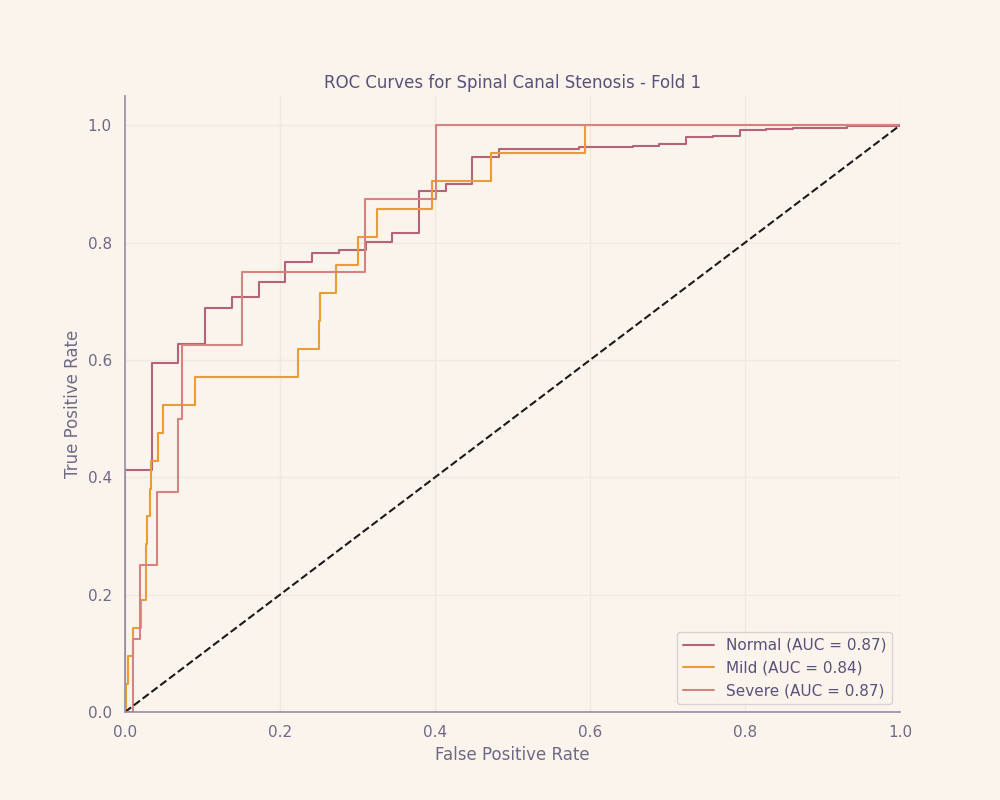 ROC Curves for Spinal Canal Stenosis - Fold 1
True Positive Rate
1.0
0.8
0.6
0.4
0.2
0.0
0.0 0.2 0.4 0.6 0.8 1.0
False Positive Rate
Normal (AUC = 0.87)
Mild (AUC = 0.84)
Severe (AUC = 0.87)